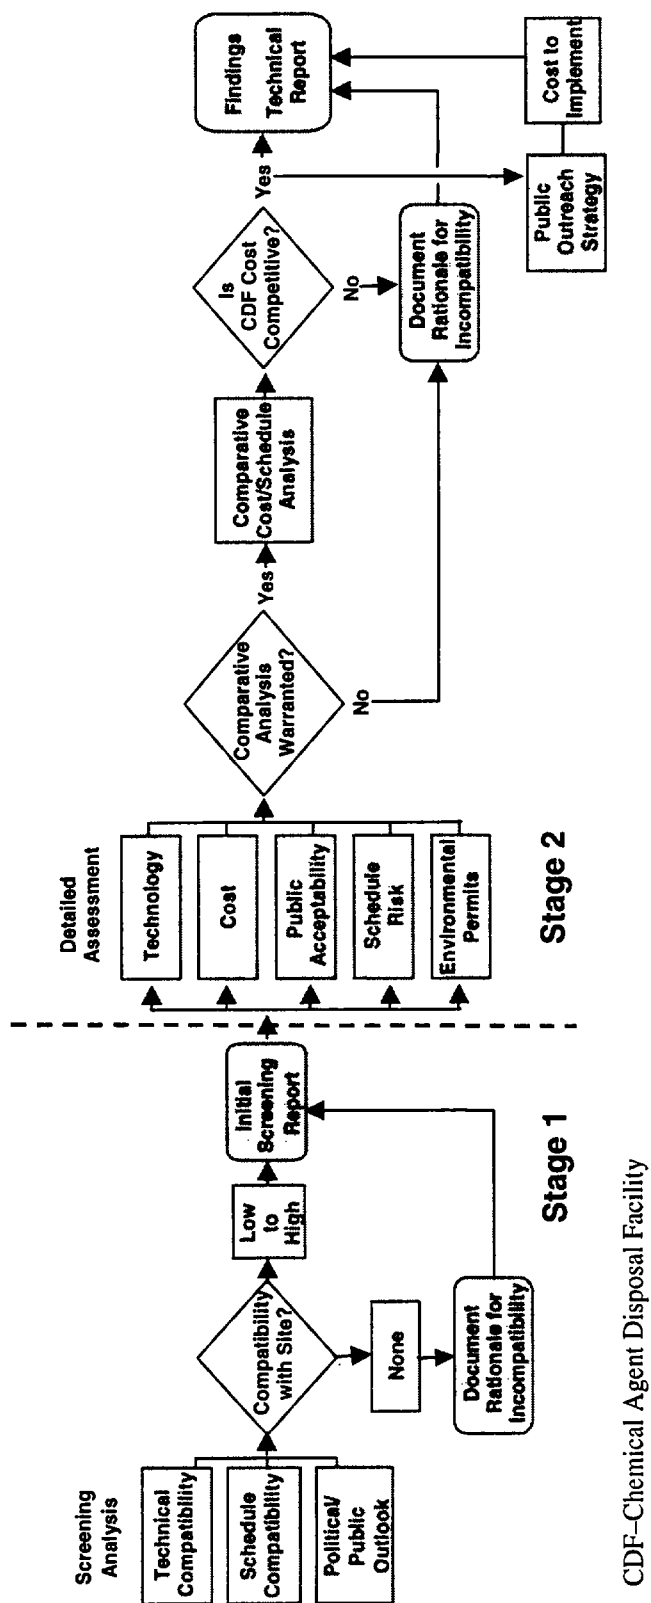 Screening
Analysis
Technical
Compatibility
Schedule
Compatibility
Political/
Public
Outlook
Compatibility
with Site?
Low
to
High
None
Initial
Screening
Report
Document
Rationale for
Incompatibility
Stage 1
Detailed
Assessment
Technology
Cost
Public
Acceptability
Schedule
Risk
Environmental
Permits
Stage 2
Comparative
Analysis
Warranted?
Yes
No
Comparative
Cost/Schedule
Analysis
Is
CDF Cost
Competitive?
Yes
No
Document
Rationale for
Incompatibility
Findings
Technical
Report
Public
Outreach
Strategy
Cost to
Implement
CDF–Chemical Agent Disposal Facility